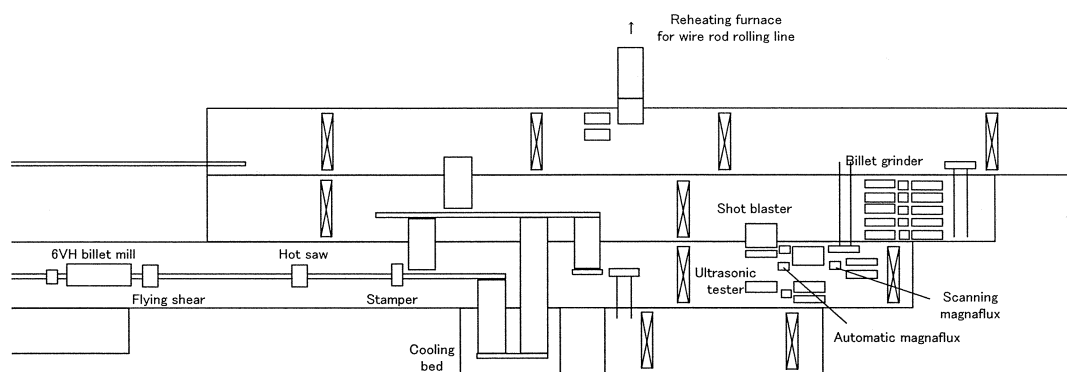 Reheating furnace
for wire rod rolling line
Billet grinder
Shot blaster
6VH billet mill
Hot saw
Flying shear
Stamper
Ultrasonic
tester
Scanning
magnaflux
Automatic magnaflux
Cooling
bed